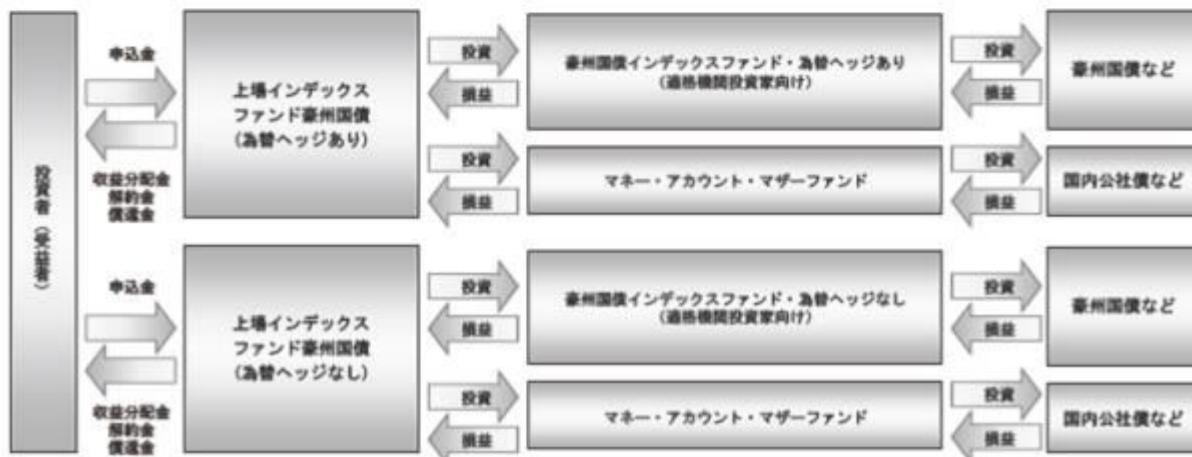 投資者（受益者）
申込金
収益分配金
解約金
償還金
上場インデックス
ファンド豪州国債
(為替ヘッジあり)
投資
損益
豪州国債インデックスファンド・為替ヘッジあり
(適格機関投資家向け)
投資
損益
豪州国債など
投資
損益
マネー・アカウント・マザーファンド
投資
損益
国内公社債など
申込金
収益分配金
解約金
償還金
上場インデックス
ファンド豪州国債
(為替ヘッジなし)
投資
損益
豪州国債インデックスファンド・為替ヘッジなし
(適格機関投資家向け)
投資
損益
豪州国債など
投資
損益
マネー・アカウント・マザーファンド
投資
損益
国内公社債など